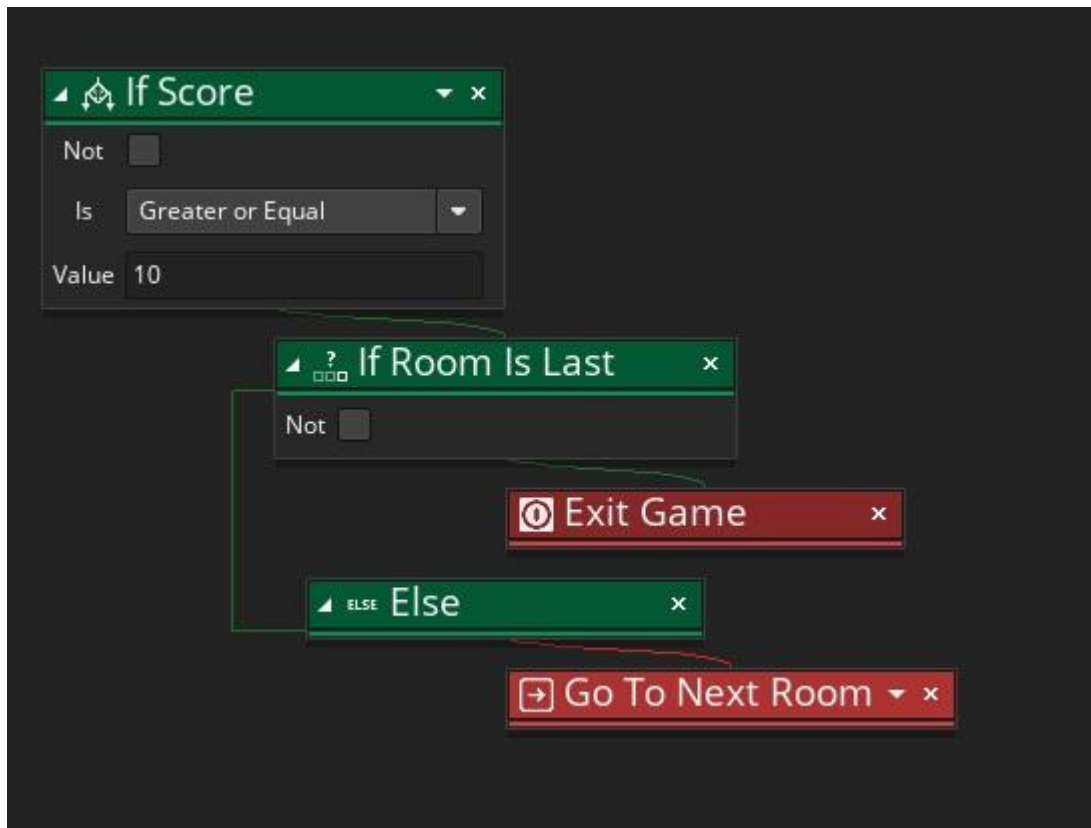 If Score
Not
Is Greater or Equal
Value 10
? If Room Is Last
Not
Exit Game
ELSE Else
Go To Next Room